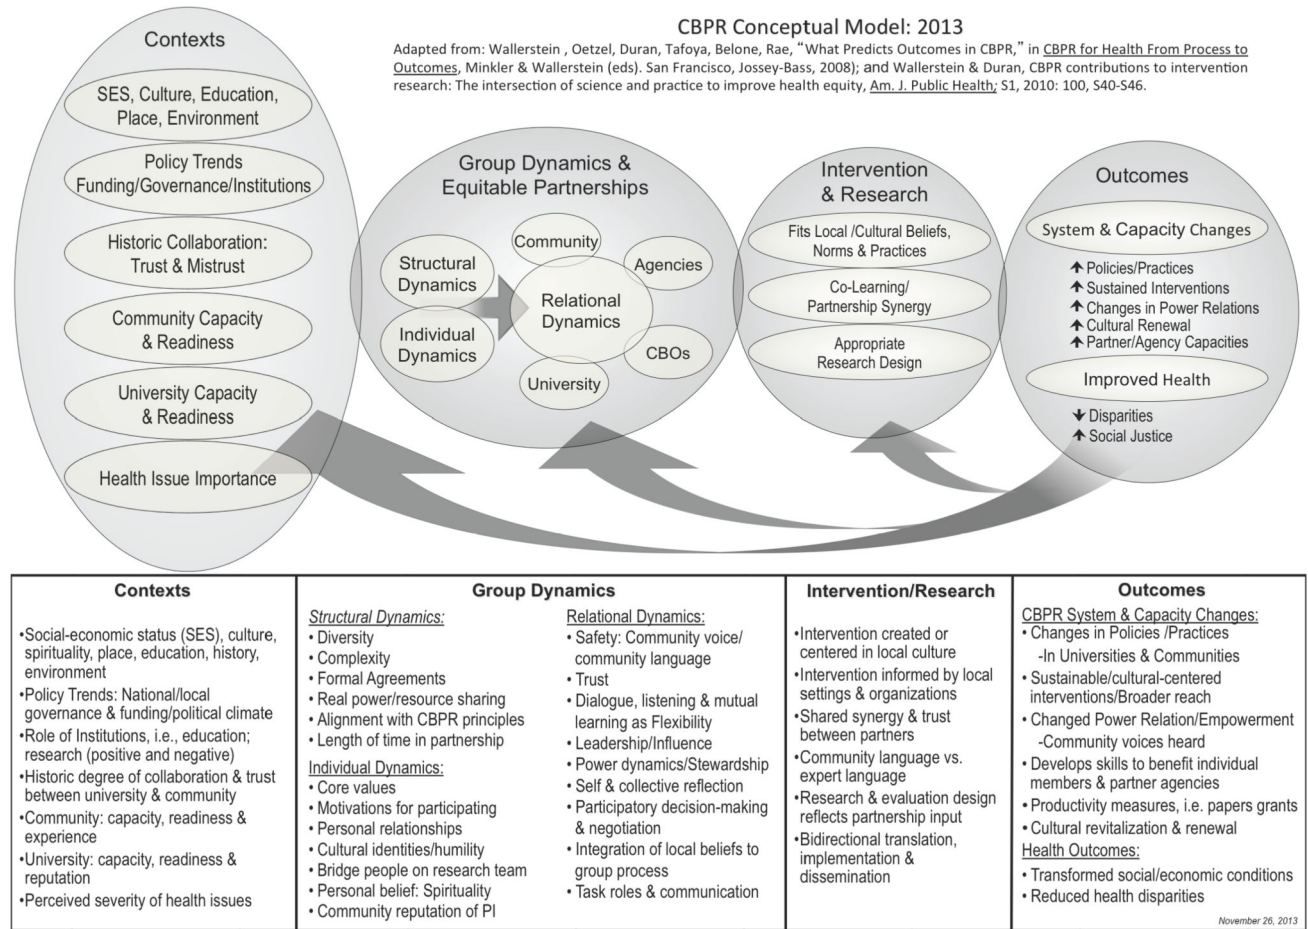 CBPR Conceptual Model: 2013
Adapted from: Wallerstein , Oetzel, Duran, Tafoya, Belone, Rae, “What Predicts Outcomes in CBPR,” in CBPR for Health From Process to
Outcomes, Minkler & Wallerstein (eds). San Francisco, Jossey-Bass, 2008); and Wallerstein & Duran, CBPR contributions to intervention
research: The intersection of science and practice to improve health equity, Am. J. Public Health; S1, 2010: 100, S40-S46.
Contexts
SES, Culture, Education,
Place, Environment
Policy Trends
Funding/Governance/Institutions
Historic Collaboration:
Trust & Mistrust
Community Capacity
& Readiness
University Capacity
& Readiness
Health Issue Importance
Group Dynamics &
Equitable Partnerships
Structural
Dynamics
Individual
Dynamics
Community
Agencies
Relational
Dynamics
CBOs
University
Intervention
& Research
Fits Local /Cultural Beliefs,
Norms & Practices
Co-Learning/
Partnership Synergy
Appropriate
Research Design
Outcomes
System & Capacity Changes
Policies/Practices
Sustained Interventions
Changes in Power Relations
Cultural Renewal
Partner/Agency Capacities
Improved Health
Disparities
Social Justice
Contexts
•Social-economic status (SES), culture,
spirituality, place, education, history,
environment
•Policy Trends: National/local
governance & funding/political climate
•Role of Institutions, i.e., education;
research (positive and negative)
•Historic degree of collaboration & trust
between university & community
•Community: capacity, readiness &
experience
•University: capacity, readiness &
reputation
•Perceived severity of health issues
Group Dynamics
Structural Dynamics:
• Diversity
• Complexity
• Formal Agreements
• Real power/resource sharing
• Alignment with CBPR principles
• Length of time in partnership
Individual Dynamics:
• Core values
• Motivations for participating
• Personal relationships
• Cultural identities/humility
• Bridge people on research team
• Personal belief: Spirituality
• Community reputation of PI
Relational Dynamics:
• Safety: Community voice/
community language
• Trust
• Dialogue, listening & mutual
learning as Flexibility
• Leadership/Influence
• Power dynamics/Stewardship
• Self & collective reflection
• Participatory decision-making
& negotiation
• Integration of local beliefs to
group process
• Task roles & communication
Intervention/Research
•Intervention created or
centered in local culture
•Intervention informed by local
settings & organizations
•Shared synergy & trust
between partners
•Community language vs.
expert language
•Research & evaluation design
reflects partnership input
•Bidirectional translation,
implementation &
dissemination
Outcomes
CBPR System & Capacity Changes:
• Changes in Policies /Practices
-In Universities & Communities
• Sustainable/cultural-centered
interventions/Broader reach
• Changed Power Relation/Empowerment
-Community voices heard
• Develops skills to benefit individual
members & partner agencies
• Productivity measures, i.e. papers grants
• Cultural revitalization & renewal
Health Outcomes:
• Transformed social/economic conditions
• Reduced health disparities
November 26, 2013